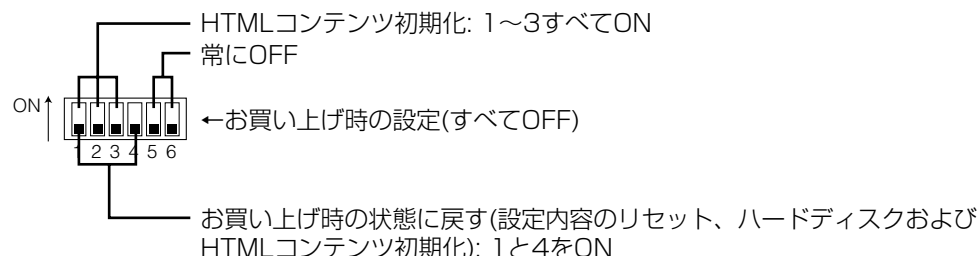 HTMLコンテンツ初期化: 1～3すべてON
常にOFF
ON
←お買い上げ時の設定(すべてOFF)
1 2 3 4 5 6
お買い上げ時の状態に戻す(設定内容のリセット、ハードディスクおよび
HTMLコンテンツ初期化): 1と4をON